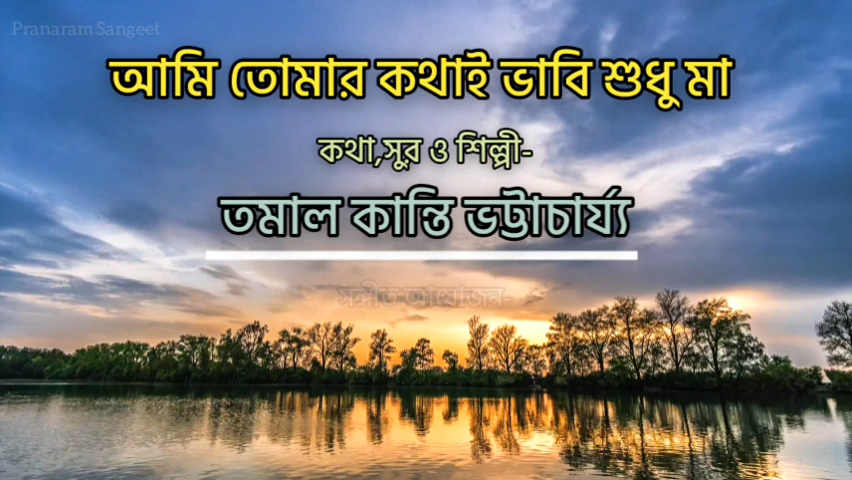 Pranaram Sangeet
আমি তোমার কথাই ভাবি শুধু মা
কথা,সুর ও শিল্পী-
তমাল কান্তি ভট্টাচার্য্য
সঙ্গীত আয়োজন-